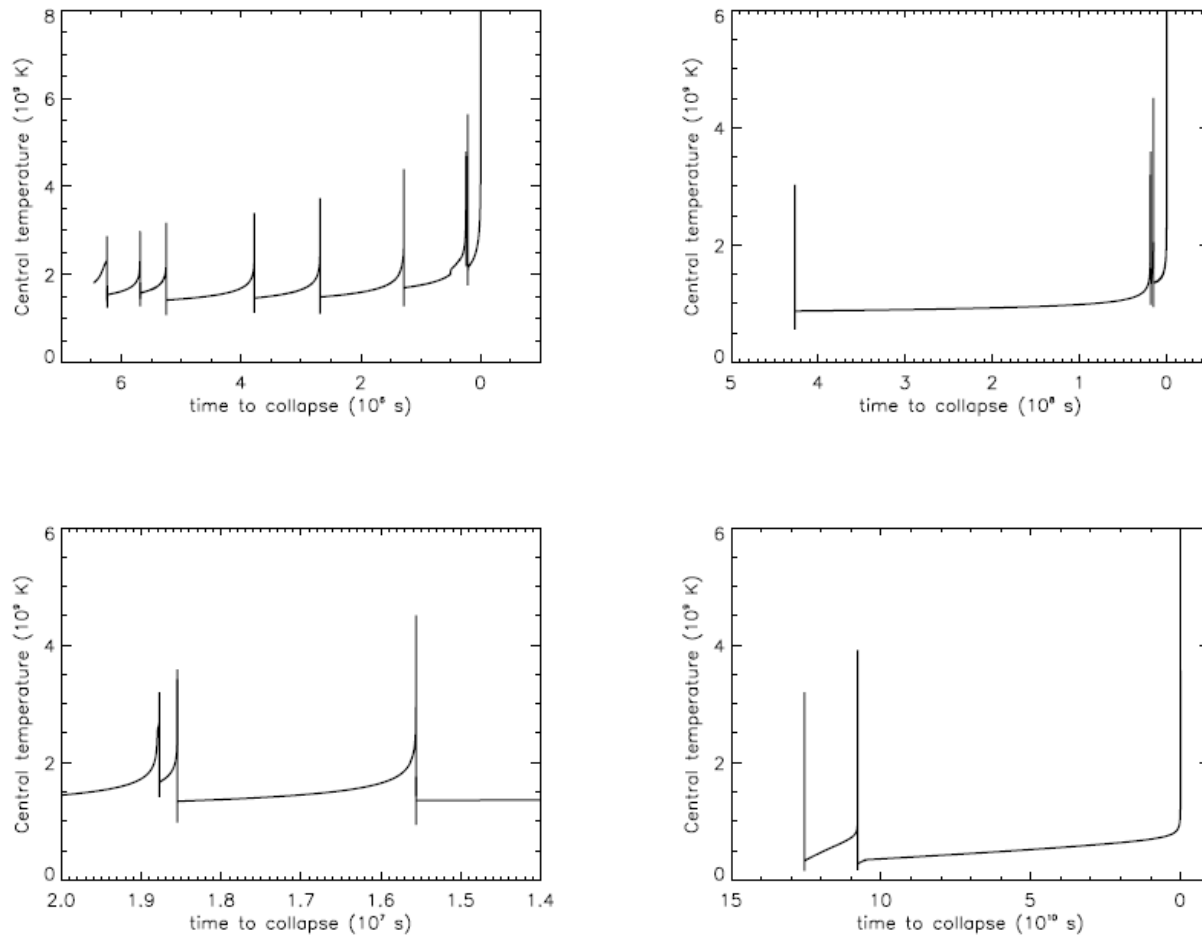 8
6
4
2
0
Central temperature (10⁹ K)
6 4 2 0
time to collapse (10⁶ s)
6
4
2
0
Central temperature (10⁹ K)
5 4 3 2 1 0
time to collapse (10⁸ s)
6
4
2
0
Central temperature (10⁹ K)
2.0 1.9 1.8 1.7 1.6 1.5 1.4
time to collapse (10⁷ s)
6
4
2
0
Central temperature (10⁹ K)
15 10 5 0
time to collapse (10¹⁰ s)